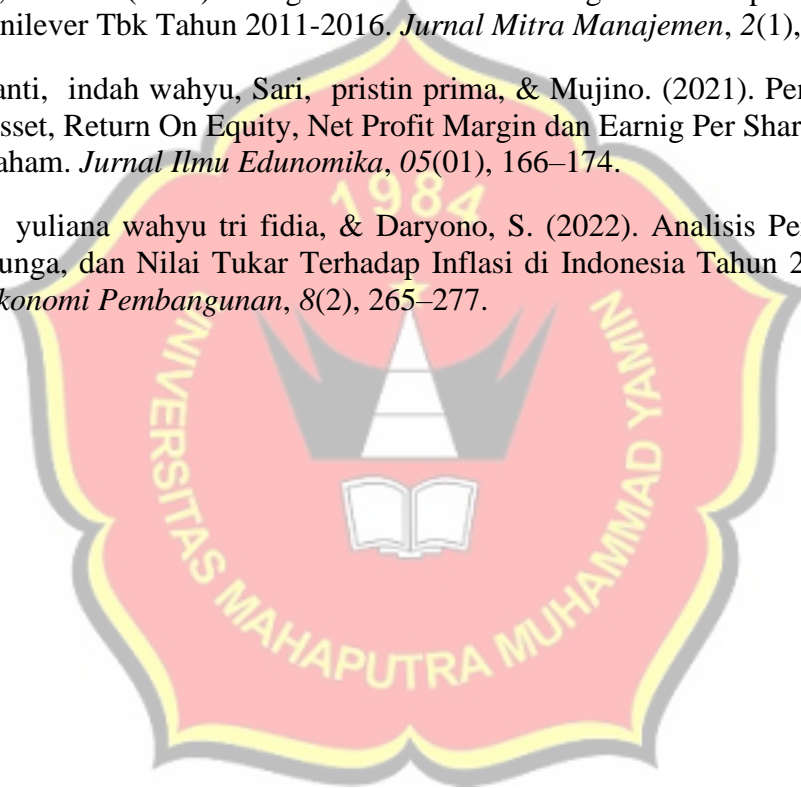 nilever Tbk Tahun 2011-2016. Jurnal Mitra Manajemen, 2(1),
anti, indah wahyu, Sari, pristin prima, & Mujino. (2021). Per
sset, Return On Equity, Net Profit Margin dan Earnig Per Shar
aham. Jurnal Ilmu Edunomika, 05(01), 166–174.
yuliana wahyu tri fidia, & Daryono, S. (2022). Analisis Pe
unga, dan Nilai Tukar Terhadap Inflasi di Indonesia Tahun 2
konomi Pembangunan, 8(2), 265–277.
1984
UNIVERSITAS MAHAPUTRA MUHAMMAD YAMIN